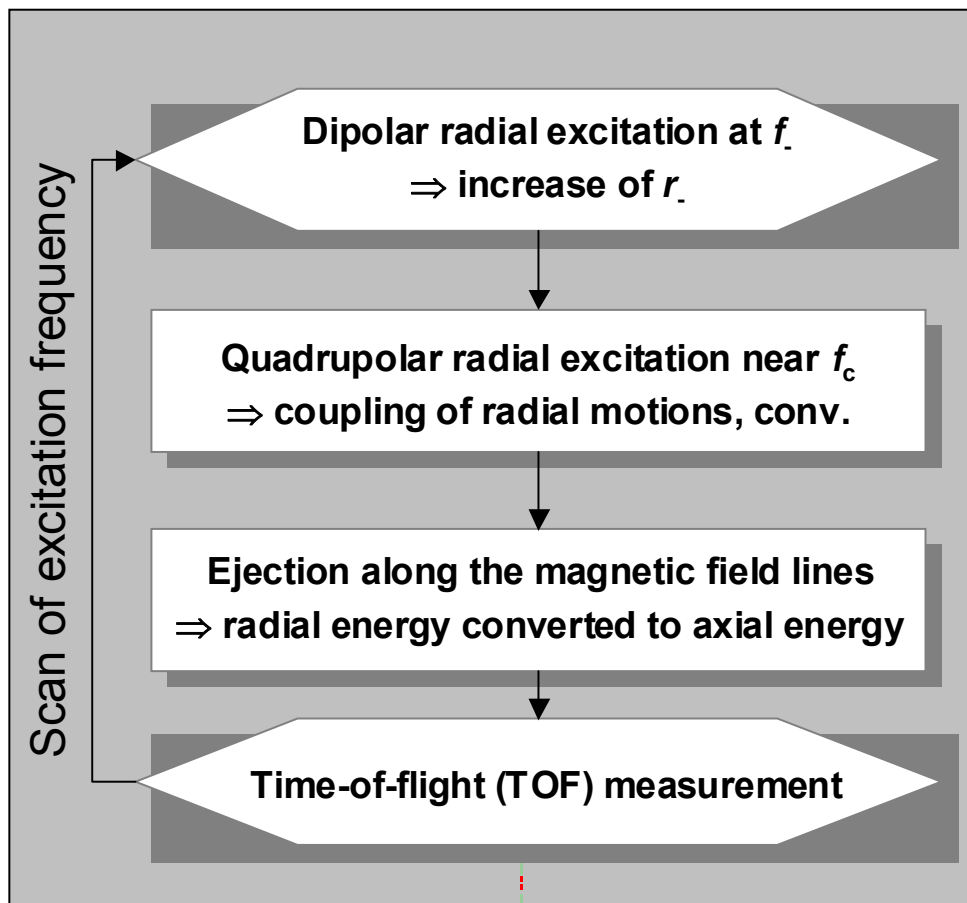 Scan of excitation frequency
Dipolar radial excitation at f₋
⇒ increase of r₋
Quadrupolar radial excitation near f_c
⇒ coupling of radial motions, conv.
Ejection along the magnetic field lines
⇒ radial energy converted to axial energy
Time-of-flight (TOF) measurement